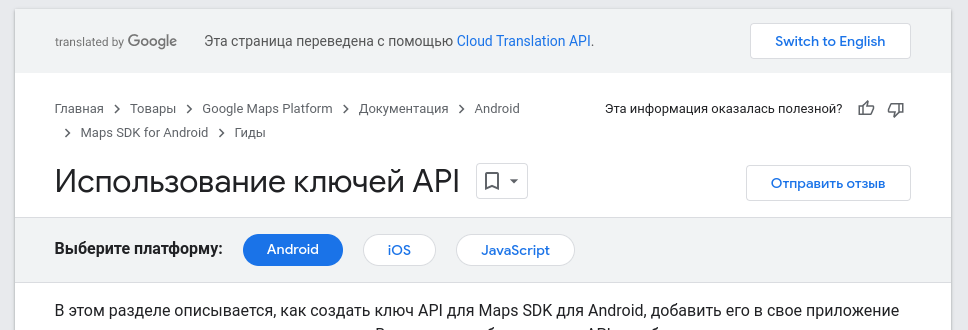 translated by Google Эта страница переведена с помощью Cloud Translation API. Switch to English
Главная > Товары > Google Maps Platform > Документация > Android Эта информация оказалась полезной?
> Maps SDK for Android > Гиды
Использование ключей API Отправить отзыв
Выберите платформу: Android iOS JavaScript
В этом разделе описывается, как создать ключ API для Maps SDK для Android, добавить его в свое приложение